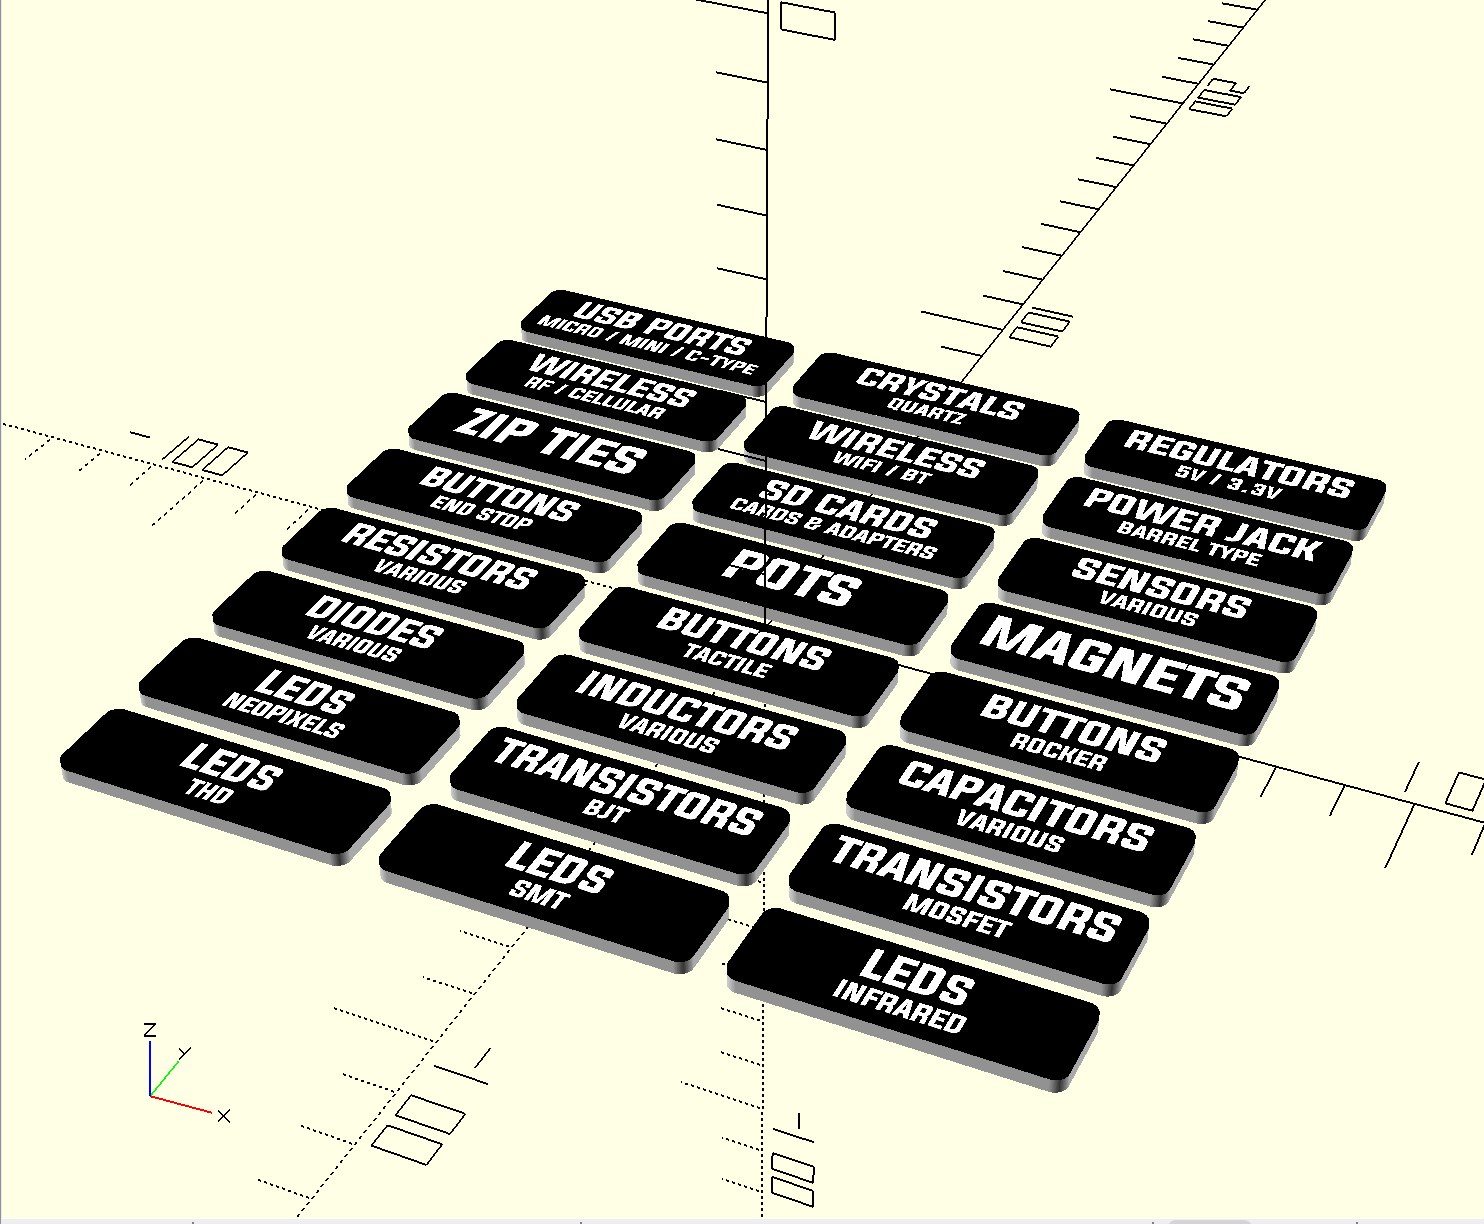 USB PORTS
MICRO / MINI / C-TYPE
CRYSTALS
QUARTZ
REGULATORS
5V / 3.3V
WIRELESS
RF / CELLULAR
WIRELESS
WIFI / BT
POWER JACK
BARREL TYPE
ZIP TIES
SD CARDS
CARDS & ADAPTERS
SENSORS
VARIOUS
BUTTONS
END STOP
POTS
MAGNETS
RESISTORS
VARIOUS
BUTTONS
TACTILE
BUTTONS
ROCKER
DIODES
VARIOUS
INDUCTORS
VARIOUS
CAPACITORS
VARIOUS
LEDS
NEOPIXELS
TRANSISTORS
BJT
TRANSISTORS
MOSFET
LEDS
THD
LEDS
SMT
LEDS
INFRARED
Z
Y
X